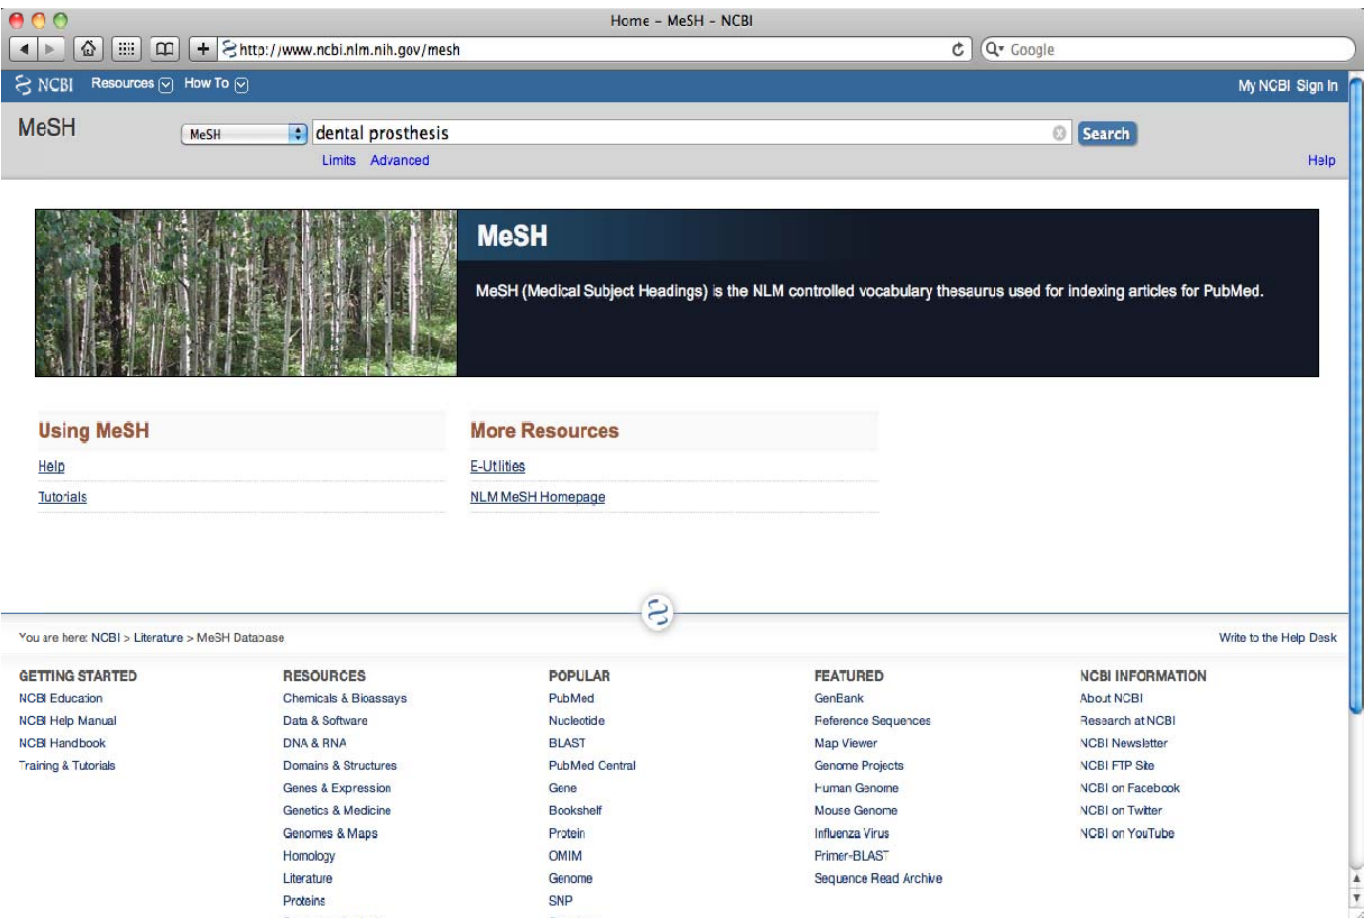 Home – MeSH – NCBI
http://www.ncbi.nlm.nih.gov/mesh
Google
NCBI Resources How To My NCBI Sign In
MeSH
MeSH dental prosthesis Search
Limits Advanced Help
MeSH
MeSH (Medical Subject Headings) is the NLM controlled vocabulary thesaurus used for indexing articles for PubMed.
Using MeSH
Help
Tutorials
More Resources
E-Utilities
NLM MeSH Homepage
You are here: NCBI > Literature > MeSH Database
Write to the Help Desk
GETTING STARTED
NCBI Education
NCBI Help Manual
NCBI Handbook
Training & Tutorials
RESOURCES
Chemicals & Bioassays
Data & Software
DNA & RNA
Domains & Structures
Genes & Expression
Genetics & Medicine
Genomes & Maps
Homology
Literature
Proteins
POPULAR
PubMed
Nucleotide
BLAST
PubMed Central
Gene
Bookshelf
Protein
OMIM
Genome
SNP
FEATURED
GenBank
Reference Sequences
Map Viewer
Genome Projects
Human Genome
Mouse Genome
Influenza Virus
Primer-BLAST
Sequence Read Archive
NCBI INFORMATION
About NCBI
Research at NCBI
NCBI Newsletter
NCBI FTP Site
NCBI on Facebook
NCBI on Twitter
NCBI on YouTube